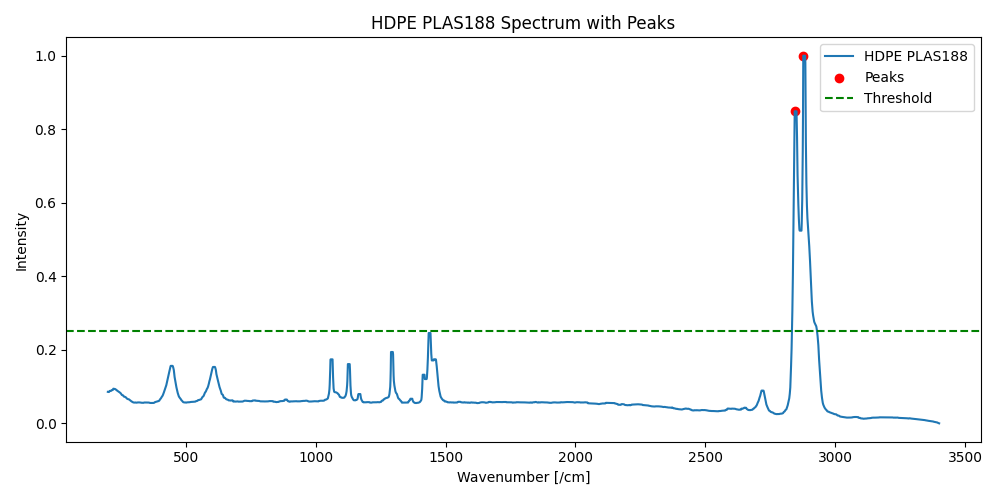 HDPE PLAS188 Spectrum with Peaks
HDPE PLAS188
Peaks
Threshold
Intensity
1.0
0.8
0.6
0.4
0.2
0.0
500 1000 1500 2000 2500 3000 3500
Wavenumber [/cm]